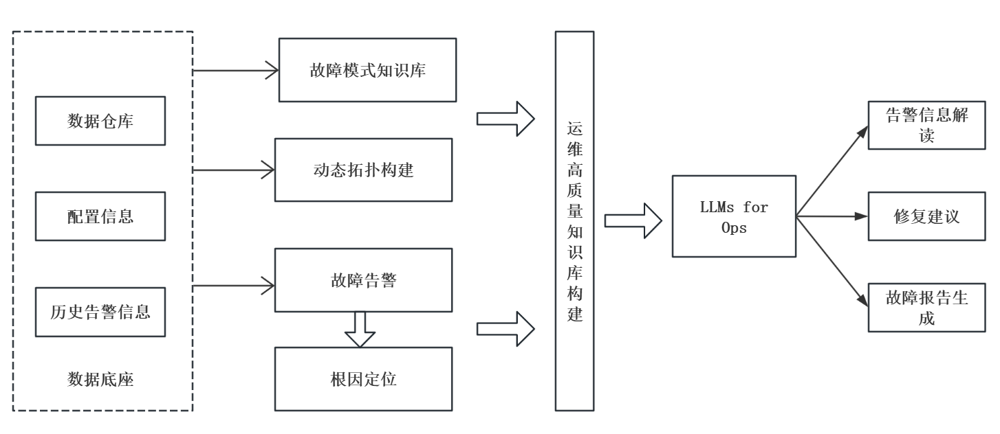 数据仓库
配置信息
历史告警信息
数据底座
故障模式知识库
动态拓扑构建
故障告警
根因定位
运
维
高
质
量
知
识
库
构
建
LLMs for
Ops
告警信息解
读
修复建议
故障报告生
成